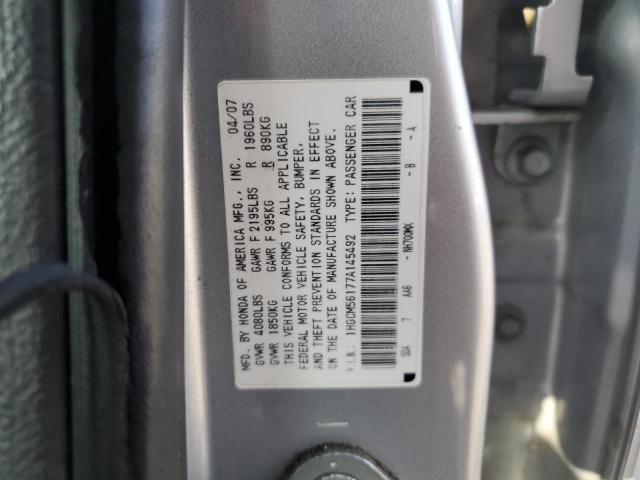 MFD. BY HONDA OF AMERICA MFG., INC. 04/07
GVWR 4080LBS GAWR F 2195LBS R 1960LBS
GVWR 1850KG GAWR F 995KG R 890KG
THIS VEHICLE CONFORMS TO ALL APPLICABLE
FEDERAL MOTOR VEHICLE SAFETY, BUMPER,
AND THEFT PREVENTION STANDARDS IN EFFECT
ON THE DATE OF MANUFACTURE SHOWN ABOVE.
V.I.N.: 1HGCM56177A145492 TYPE: PASSENGER CAR
SDA 7 AA6 - NH700MX - B - A